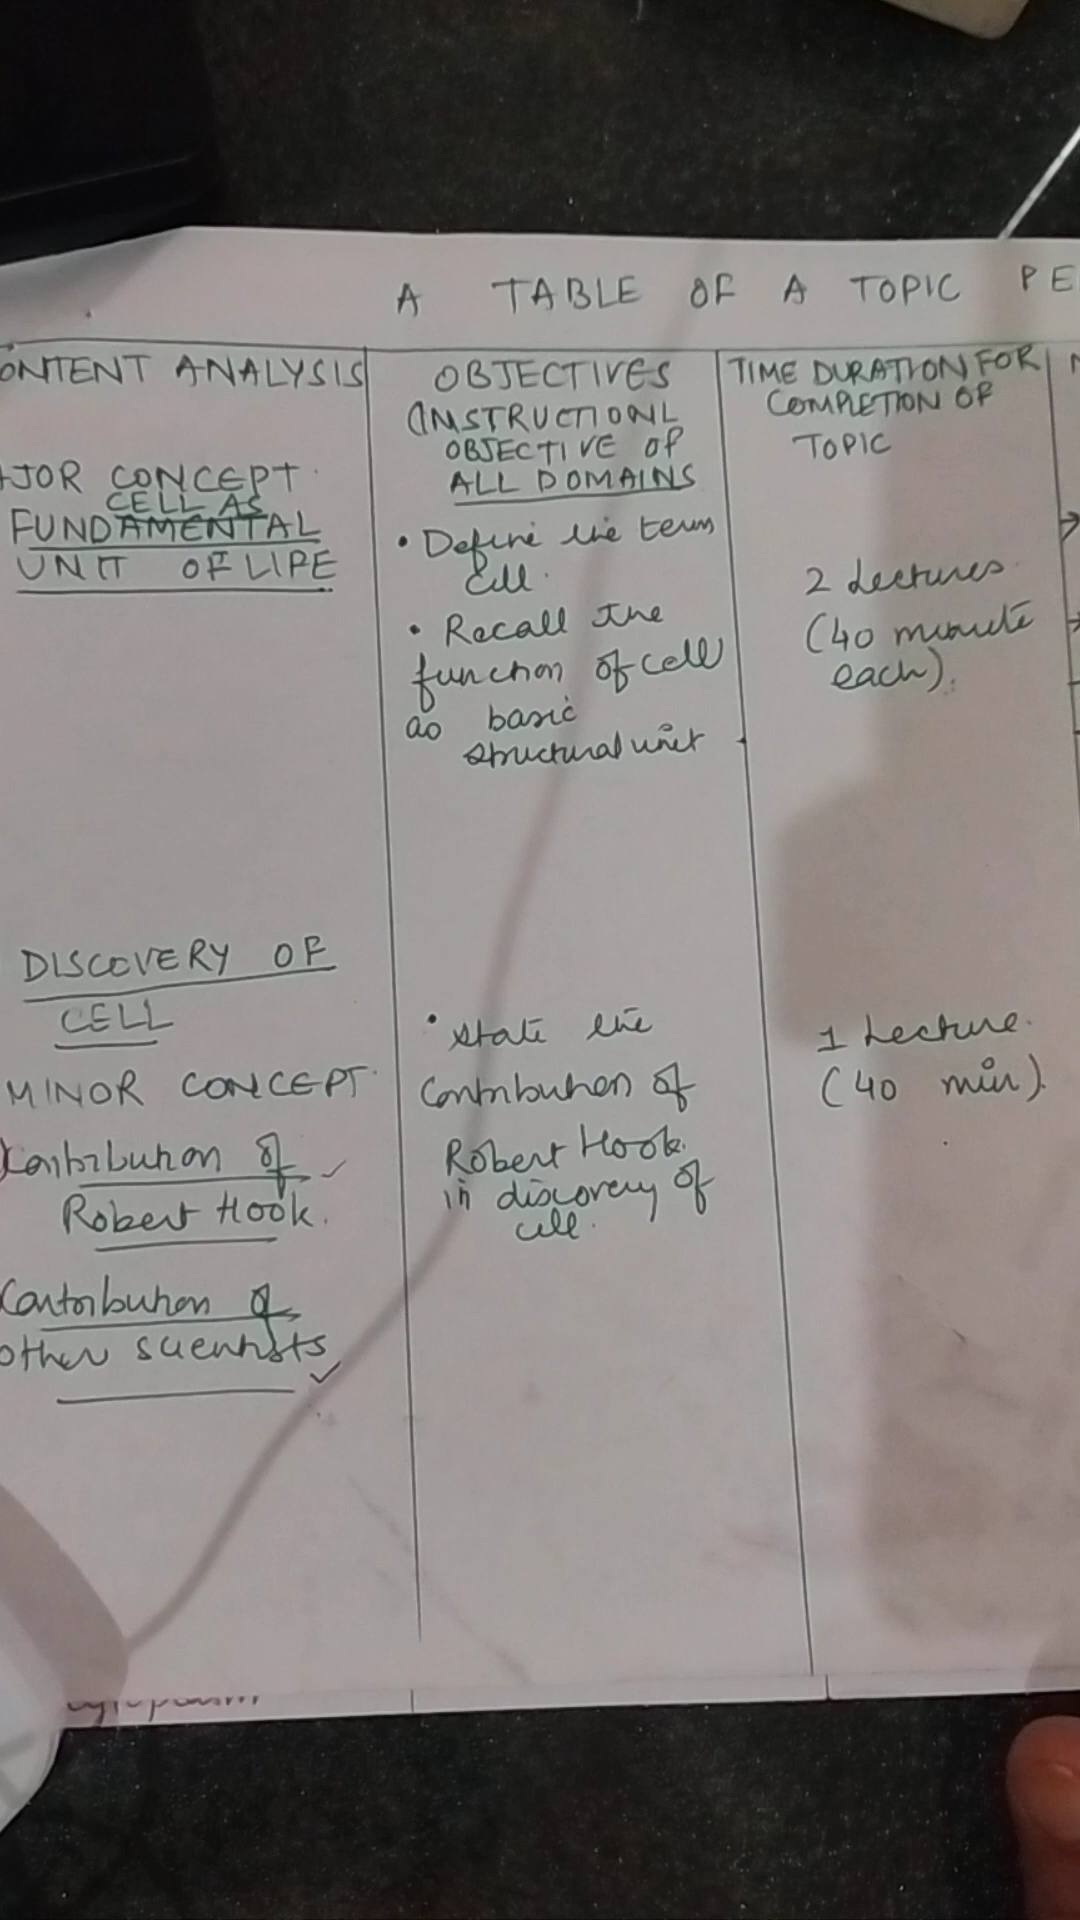 A TABLE OF A TOPIC PE
ONTENT ANALYSIS
JOR CONCEPT
CELL AS
FUNDAMENTAL
UNIT OF LIFE
DISCOVERY OF
CELL
MINOR CONCEPT
Contribution of
Robert Hook.
Contribution of
other scientists
OBJECTIVES
(INSTRUCTIONL
OBJECTIVE OF
ALL DOMAINS
• Define the term
Cell.
• Recall the
function of cell
as basic
structural unit
• State the
Contribution of
Robert Hook.
in discovery of
cell.
TIME DURATION FOR
COMPLETION OF
TOPIC
2 Lectures.
(40 minute
each).
1 Lecture.
(40 min).